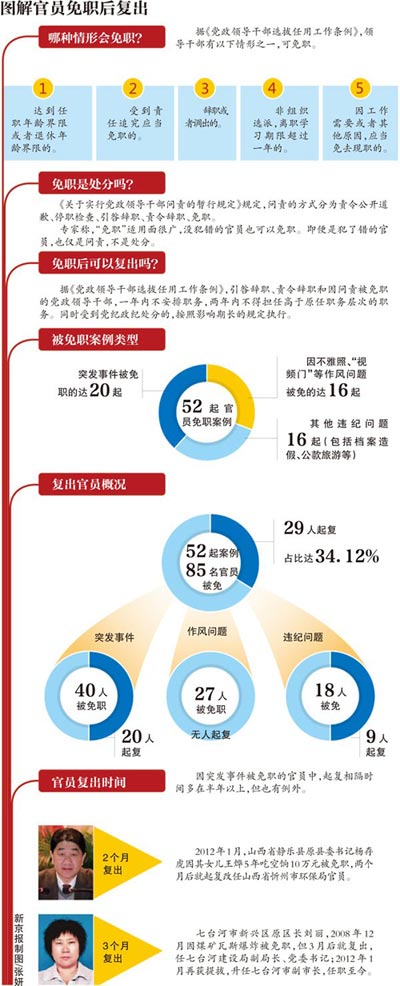 图解官员免职后复出
哪种情形会免职?
据《党政领导干部选拔任用工作条例》,领
导干部有以下情形之一,可免职。
1
达到任
职年龄界限
或者退休年
龄界限的。
2
受到责
任追究应当
免职的。
3
辞职或
者调出的。
4
非组织
选派,离职学
习期限超过
一年的。
5
因工作
需要或者其
他原因,应当
免去现职的。
免职是处分吗?
《关于实行党政领导干部问责的暂行规定》规定,问责的方式分为责令公开道
歉、停职检查、引咎辞职、责令辞职、免职。
专家称,“免职”适用面很广,没犯错的官员也可以免职。即便是犯了错的官
员,也仅是问责,不是处分。
免职后可以复出吗?
据《党政领导干部选拔任用工作条例》,引咎辞职、责令辞职和因问责被免职
的党政领导干部,一年内不安排职务,两年内不得担任高于原任职务层次的职
务。同时受到党纪政纪处分的,按照影响期长的规定执行。
被免职案例类型
突发事件被免
职的达20起
52 起官
员免职案例
因不雅照、“视
频门”等作风问题
被免的达16起
其他违纪问题
16起(包括档案造
假、公款旅游等)
复出官员概况
52起案例
85名官员
被免
29人起复
占比达34.12%
突发事件
作风问题
违纪问题
40人
被免职
20人
起复
27人
被免职
无人起复
18人
被免
9人
起复
官员复出时间
因突发事件被免职的官员中,起复相隔时
间多在半年以上,但也有例外。
2个月
复出
2012年1月,山西省静乐县原县委书记杨存
虎因其女儿王烨5年吃空饷10万元被免职,两个
月后就起复改任山西省忻州市环保局官员。
3个月
复出
七台河市新兴区原区长刘丽,2008年12
月因煤矿瓦斯爆炸被免职,但3月后就复出,
任七台河建设局副局长、党委书记;2012年1
月再获提拔,升任七台河市副市长,任职至今。
新京报制图/张妍